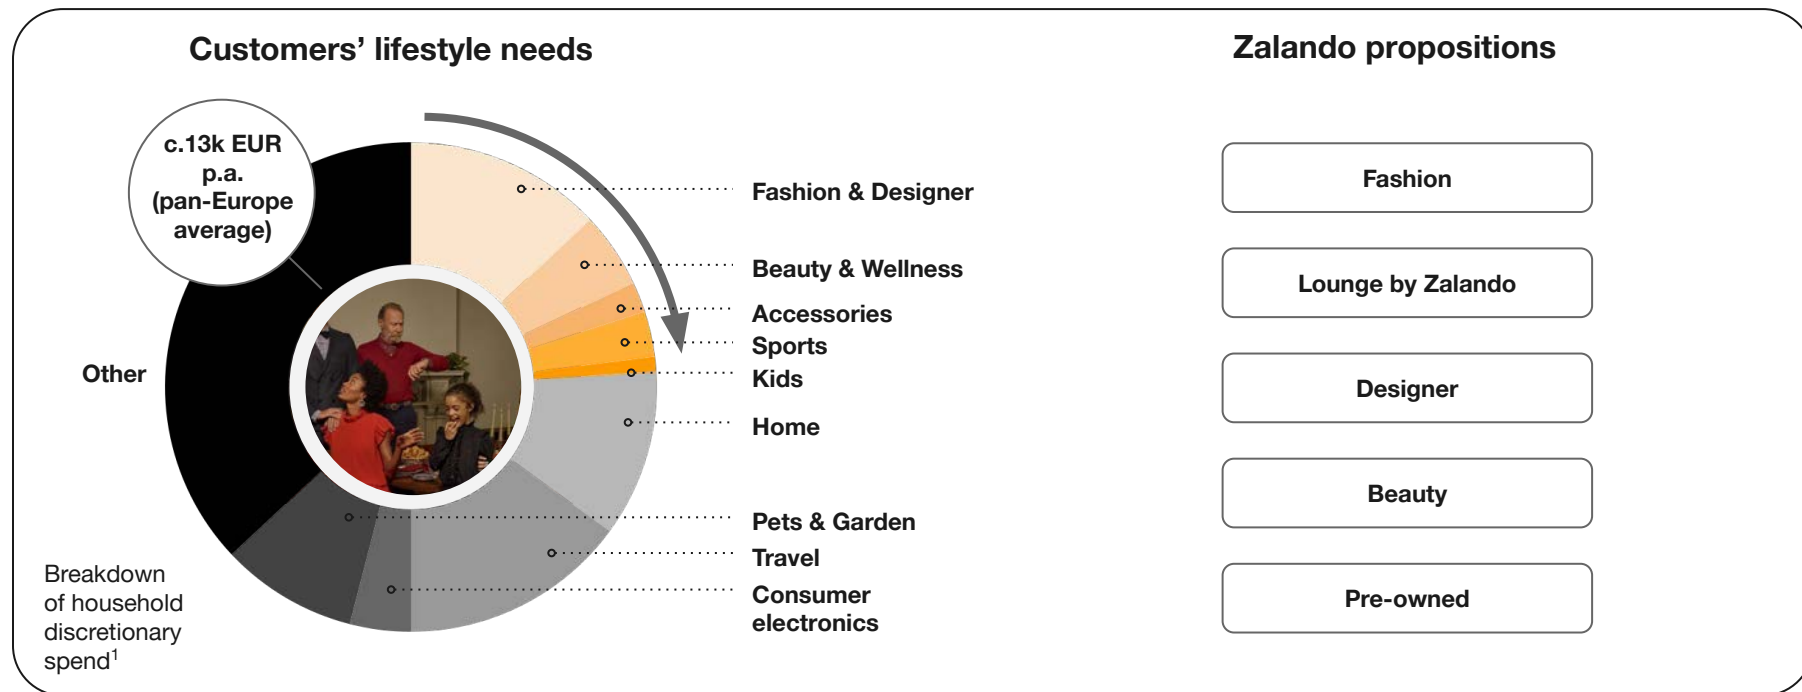 Customers’ lifestyle needs
c.13k EUR
p.a.
(pan-Europe
average)
Fashion & Designer
Beauty & Wellness
Accessories
Sports
Kids
Home
Pets & Garden
Travel
Consumer
electronics
Other
Breakdown
of household
discretionary
spend¹
Zalando propositions
Fashion
Lounge by Zalando
Designer
Beauty
Pre-owned